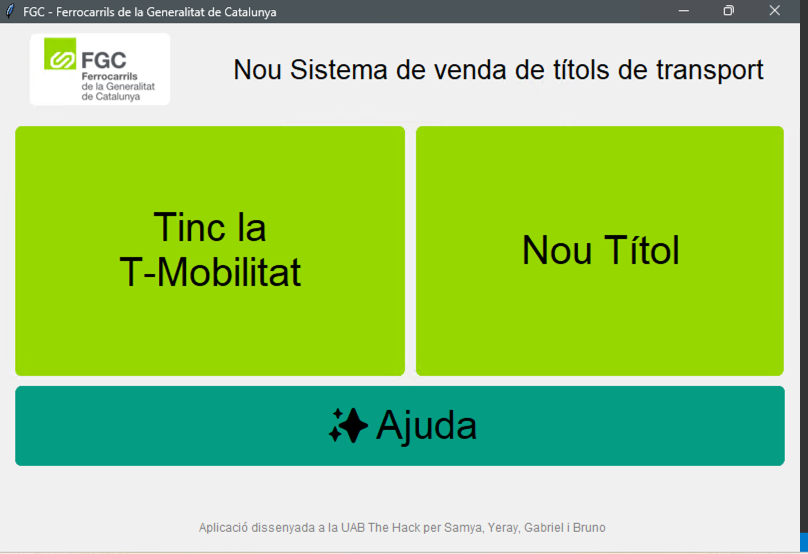 FGC - Ferrocarrils de la Generalitat de Catalunya
FGC
Ferrocarrils
de la Generalitat
de Catalunya
Nou Sistema de venda de títols de transport
Tinc la
T-Mobilitat
Nou Títol
Ajuda
Aplicació dissenyada a la UAB The Hack per Samya, Yeray, Gabriel i Bruno